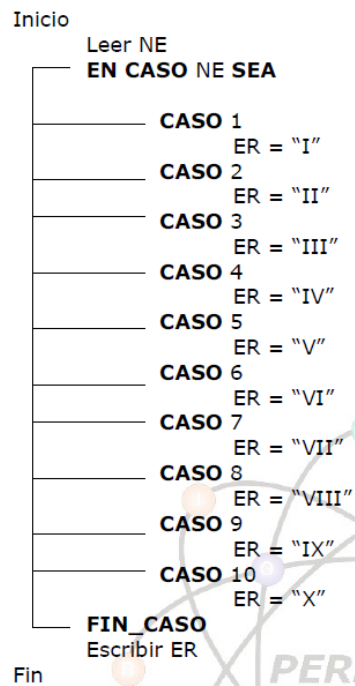 Inicio
Leer NE
EN CASO NE SEA
CASO 1
ER = “I”
CASO 2
ER = “II”
CASO 3
ER = “III”
CASO 4
ER = “IV”
CASO 5
ER = “V”
CASO 6
ER = “VI”
CASO 7
ER = “VII”
CASO 8
ER = “VIII”
CASO 9
ER = “IX”
CASO 10
ER = “X”
FIN_CASO
Escribir ER
Fin